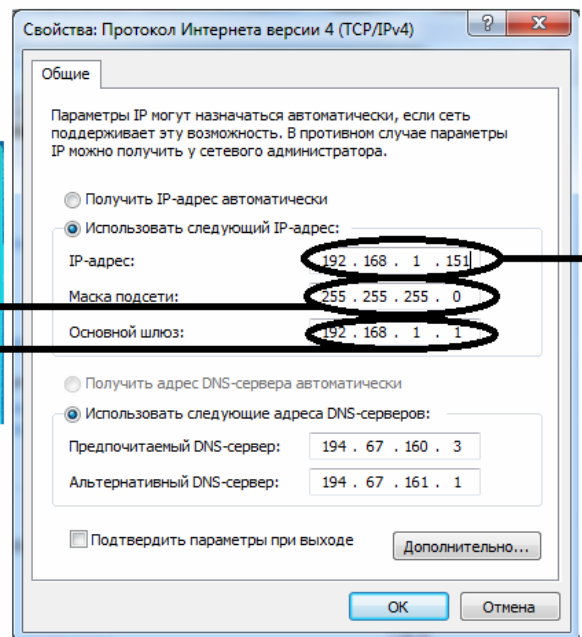 Свойства: Протокол Интернета версии 4 (TCP/IPv4)
Общие
Параметры IP могут назначаться автоматически, если сеть
поддерживает эту возможность. В противном случае параметры
IP можно получить у сетевого администратора.
Получить IP-адрес автоматически
Использовать следующий IP-адрес:
IP-адрес: 192 . 168 . 1 . 151
Маска подсети: 255 . 255 . 255 . 0
Основной шлюз: 192 . 168 . 1 . 1
Получить адрес DNS-сервера автоматически
Использовать следующие адреса DNS-серверов:
Предпочитаемый DNS-сервер: 194 . 67 . 160 . 3
Альтернативный DNS-сервер: 194 . 67 . 161 . 1
Подтвердить параметры при выходе
Дополнительно...
ОК Отмена